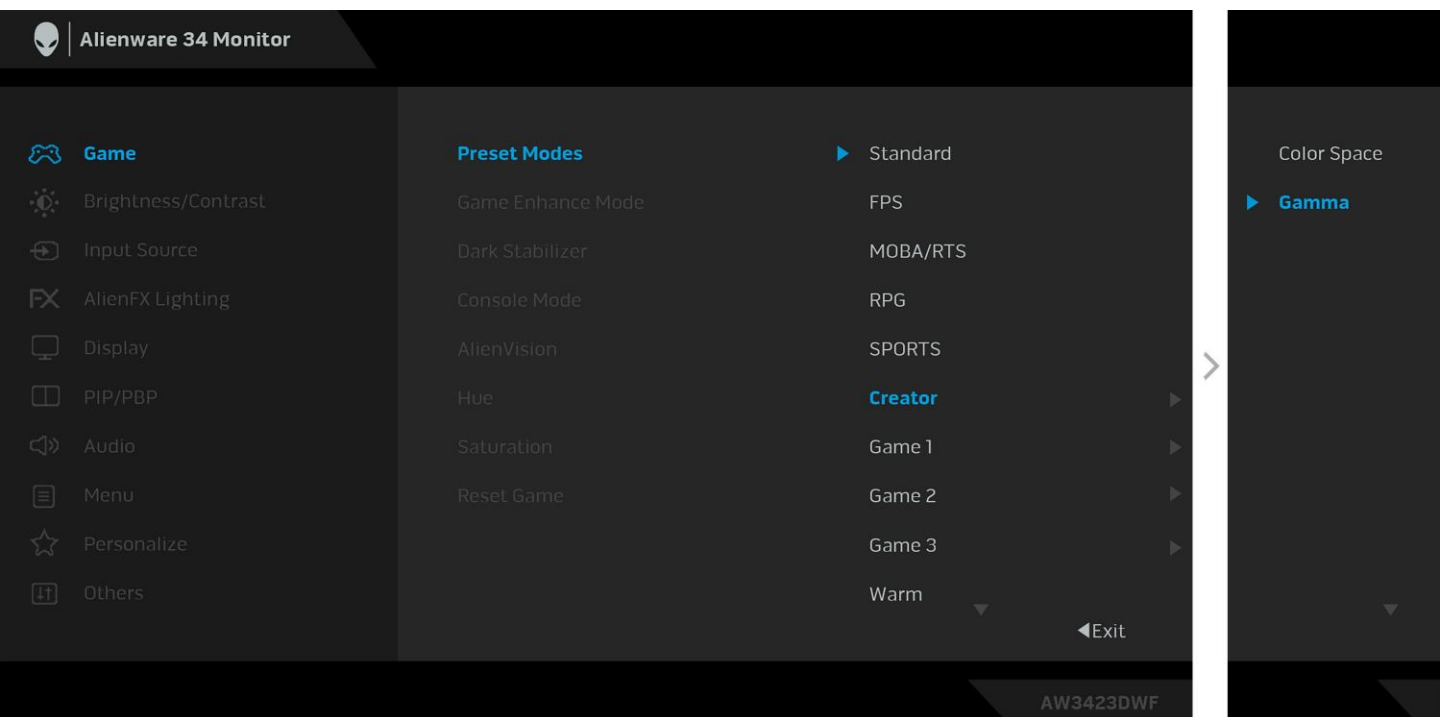 Alienware 34 Monitor
Game
Brightness/Contrast
Input Source
FX AlienFX Lighting
Display
PIP/PBP
Audio
Menu
Personalize
Others
Preset Modes
Game Enhance Mode
Dark Stabilizer
Console Mode
AlienVision
Hue
Saturation
Reset Game
Standard
FPS
MOBA/RTS
RPG
SPORTS
Creator
Game 1
Game 2
Game 3
Warm
Exit
AW3423DWF
Color Space
Gamma